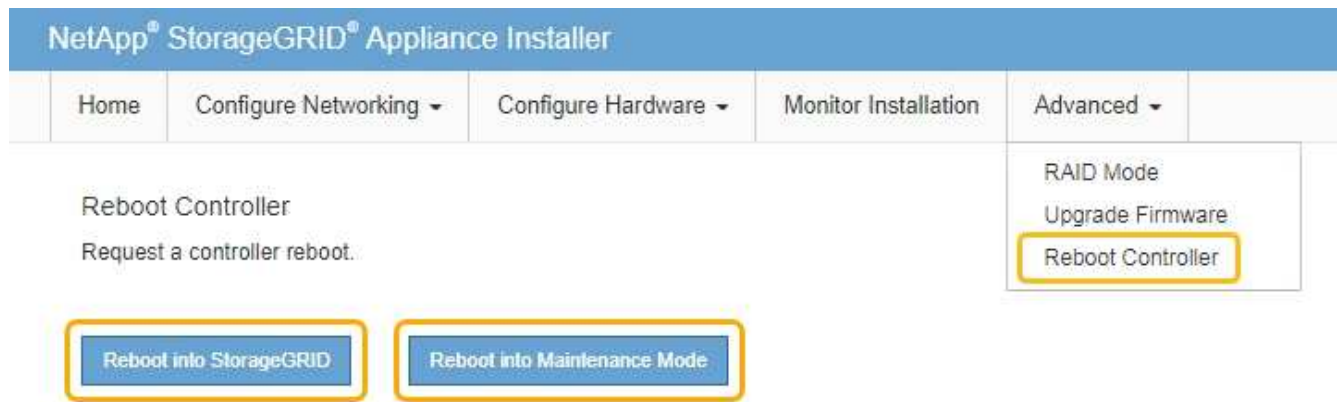 NetApp® StorageGRID® Appliance Installer
Home Configure Networking Configure Hardware Monitor Installation Advanced
RAID Mode
Upgrade Firmware
Reboot Controller
Reboot Controller
Request a controller reboot.
Reboot into StorageGRID Reboot into Maintenance Mode